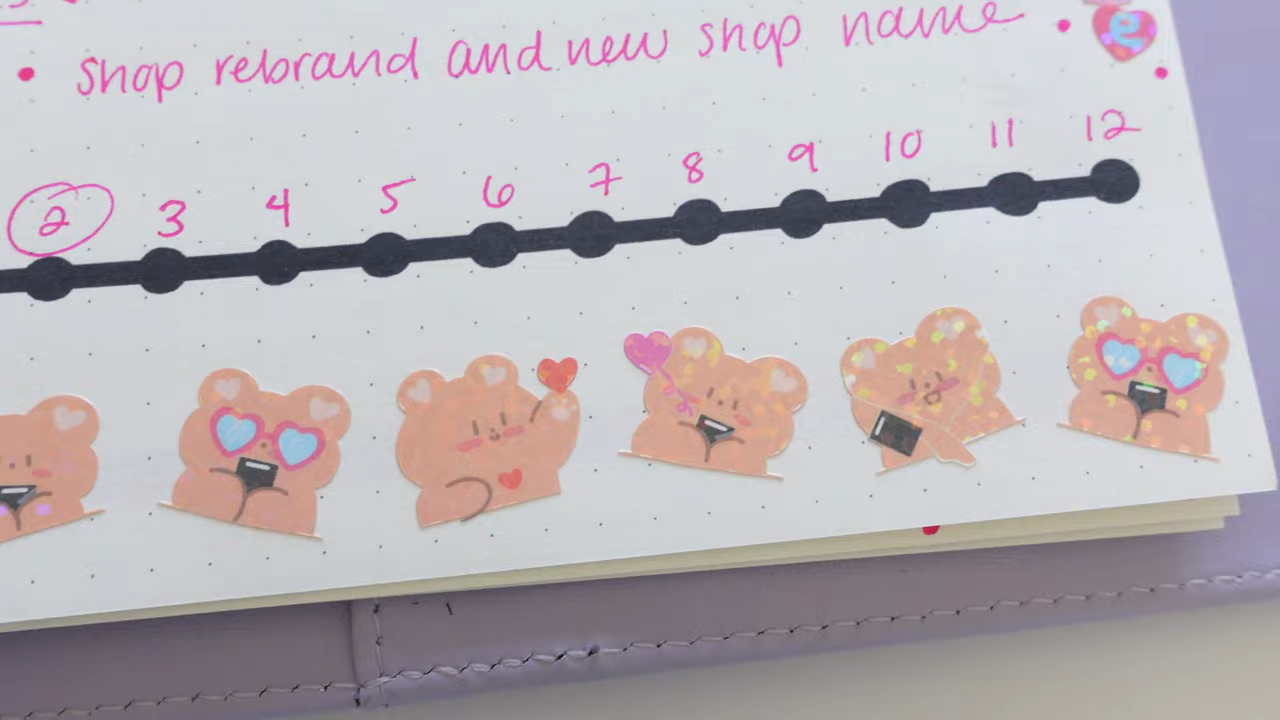 • Shop rebrand and new shop name • e
2 3 4 5 6 7 8 9 10 11 12